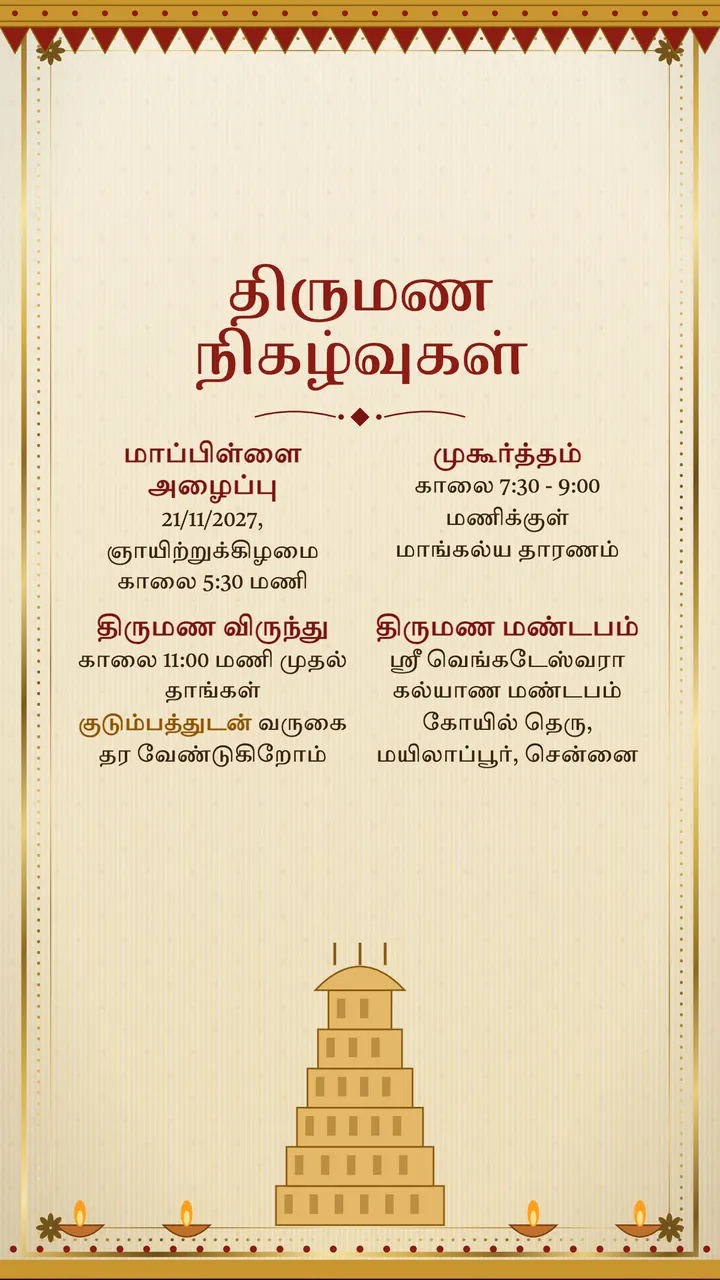 திருமண
நிகழ்வுகள்
மாப்பிள்ளை
அழைப்பு
21/11/2027,
ஞாயிற்றுக்கிழமை
காலை 5:30 மணி
முகூர்த்தம்
காலை 7:30 - 9:00
மணிக்குள்
மாங்கல்ய தாரணம்
திருமண விருந்து
காலை 11:00 மணி முதல்
தாங்கள்
குடும்பத்துடன் வருகை
தர வேண்டுகிறோம்
திருமண மண்டபம்
ஸ்ரீ வெங்கடேஸ்வரா
கல்யாண மண்டபம்
கோயில் தெரு,
மயிலாப்பூர், சென்னை